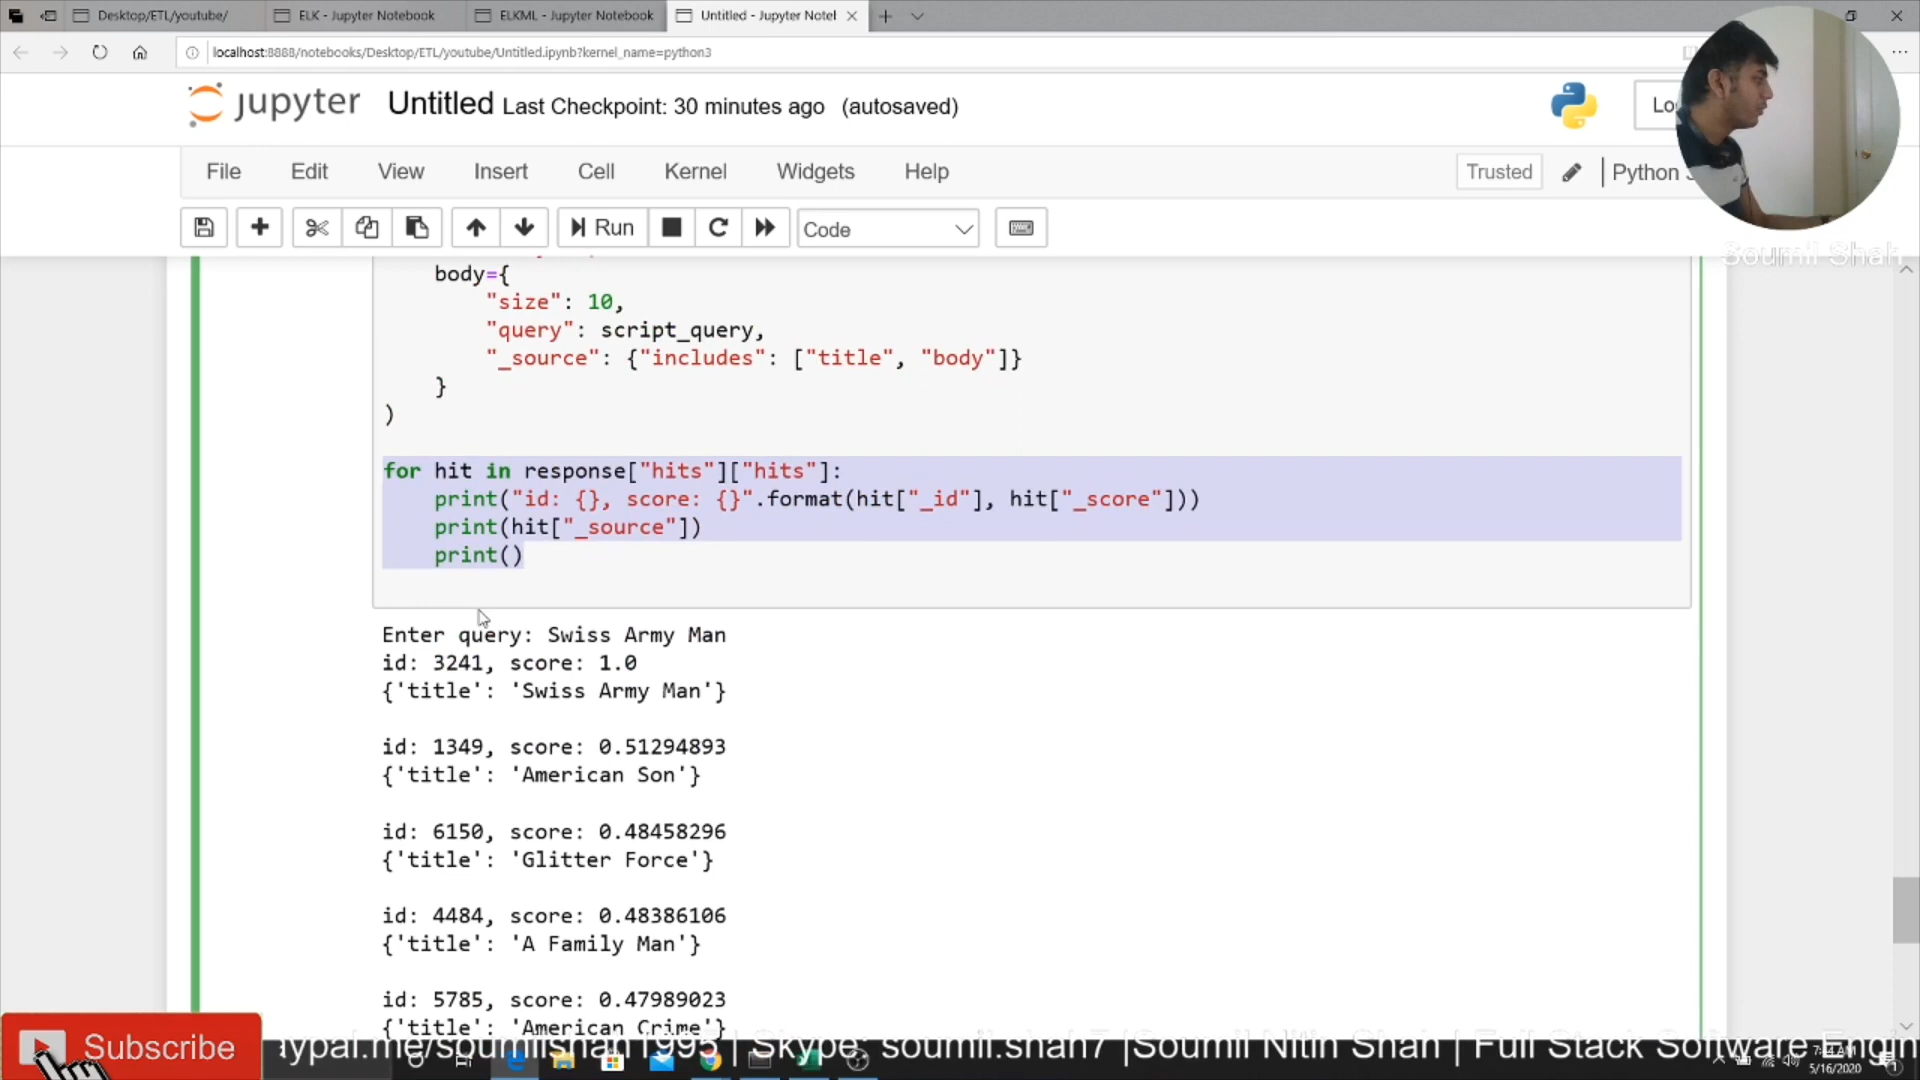 Desktop/ETL/youtube/
ELK - Jupyter Notebook
ELKML - Jupyter Notebook
Untitled - Jupyter Notel
localhost:8888/notebooks/Desktop/ETL/youtube/Untitled.ipynb?kernel_name=python3
jupyter Untitled Last Checkpoint: 30 minutes ago (autosaved)
File Edit View Insert Cell Kernel Widgets Help
Trusted Python
Run Code
Soumil Shah
body={
"size": 10,
"query": script_query,
"_source": {"includes": ["title", "body"]}
}
)
for hit in response["hits"]["hits"]:
print("id: {}, score: {}".format(hit["_id"], hit["_score"]))
print(hit["_source"])
print()
Enter query: Swiss Army Man
id: 3241, score: 1.0
{'title': 'Swiss Army Man'}
id: 1349, score: 0.51294893
{'title': 'American Son'}
id: 6150, score: 0.48458296
{'title': 'Glitter Force'}
id: 4484, score: 0.48386106
{'title': 'A Family Man'}
id: 5785, score: 0.47989023
{'title': 'American Crime'}
Subscribe
aypal.me/soumilshah1995 | Skype: soumil.shah7 |Soumil Nitin Shah | Full Stack Software Engin
5/16/2020